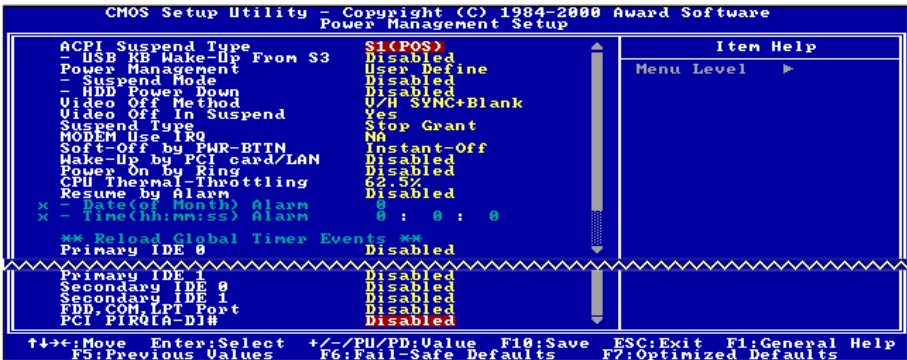 CMOS Setup Utility - Copyright (C) 1984-2000 Award Software
Power Management Setup
ACPI Suspend Type S1(POS)
- USB KB Wake-Up From S3 Disabled
Power Management User Define
- Suspend Mode Disabled
- HDD Power Down Disabled
Video Off Method V/H SYNC+Blank
Video Off In Suspend Yes
Suspend Type Stop Grant
MODEM Use IRQ NA
Soft-Off by PWR-BTTN Instant-Off
Wake-Up by PCI card/LAN Disabled
Power On by Ring Disabled
CPU Thermal-Throttling 62.5%
Resume by Alarm Disabled
x - Date(of Month) Alarm 0
x - Time(hh:mm:ss) Alarm 0 : 0 : 0
** Reload Global Timer Events **
Primary IDE 0 Disabled
Primary IDE 1 Disabled
Secondary IDE 0 Disabled
Secondary IDE 1 Disabled
FDD,COM,LPT Port Disabled
PCI PIRQ[A-D]# Disabled
Item Help
Menu Level ►
↑↓→←:Move Enter:Select +/-/PU/PD:Value F10:Save ESC:Exit F1:General Help
F5:Previous Values F6:Fail-Safe Defaults F7:Optimized Defaults